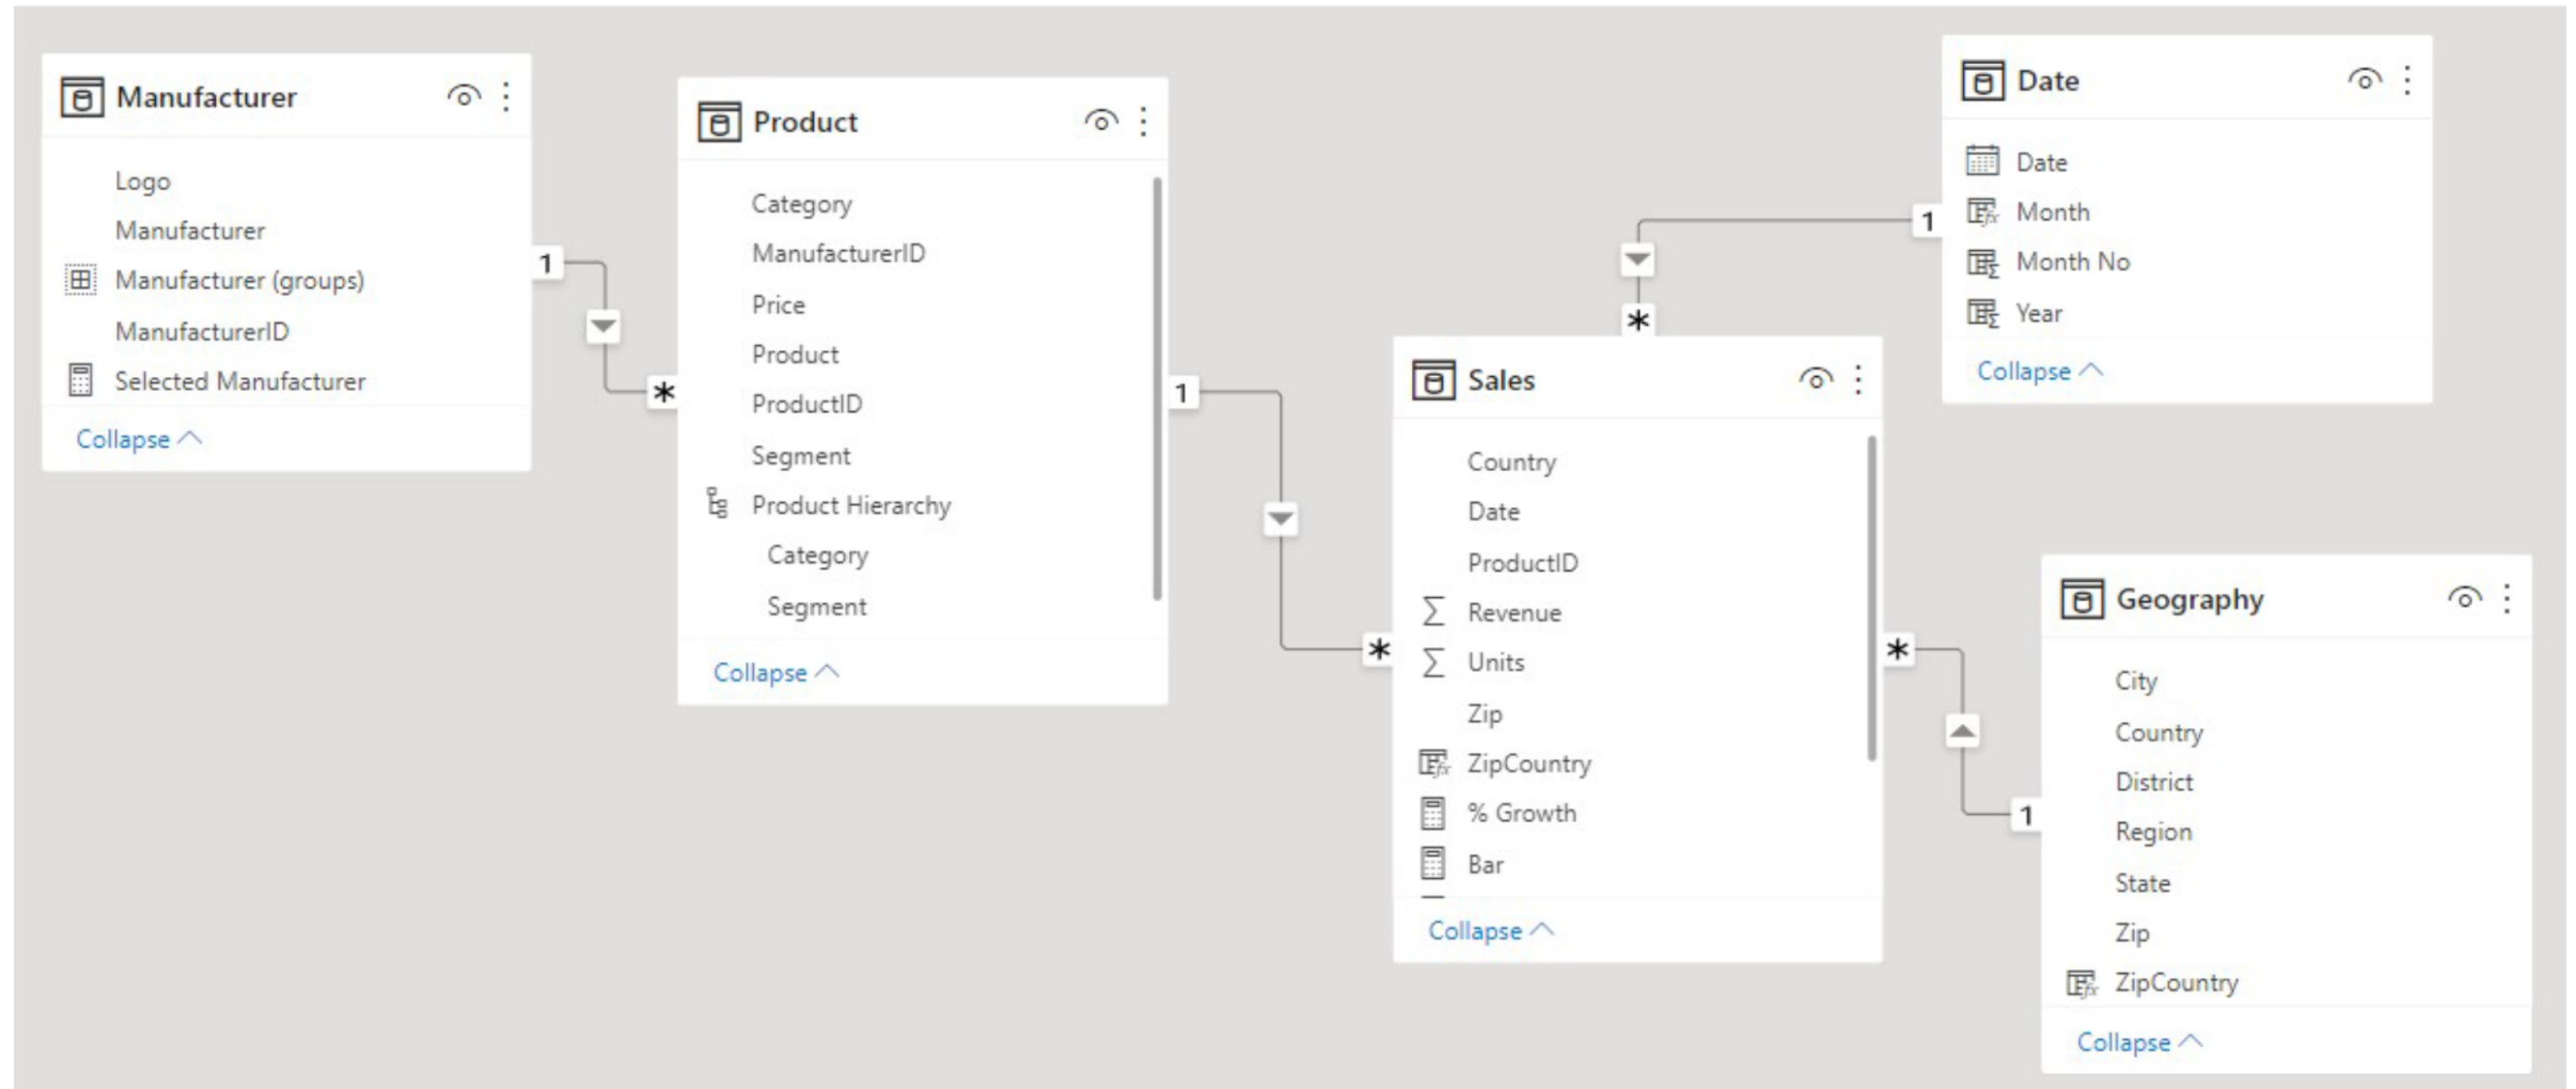 Manufacturer
Logo
Manufacturer
Manufacturer (groups)
ManufacturerID
Selected Manufacturer
Collapse
1
*
Product
Category
ManufacturerID
Price
Product
ProductID
Segment
Product Hierarchy
Category
Segment
Collapse
1
*
Sales
Country
Date
ProductID
Revenue
Units
Zip
ZipCountry
% Growth
Bar
Collapse
*
1
Date
Date
Month
Month No
Year
Collapse
*
1
Geography
City
Country
District
Region
State
Zip
ZipCountry
Collapse